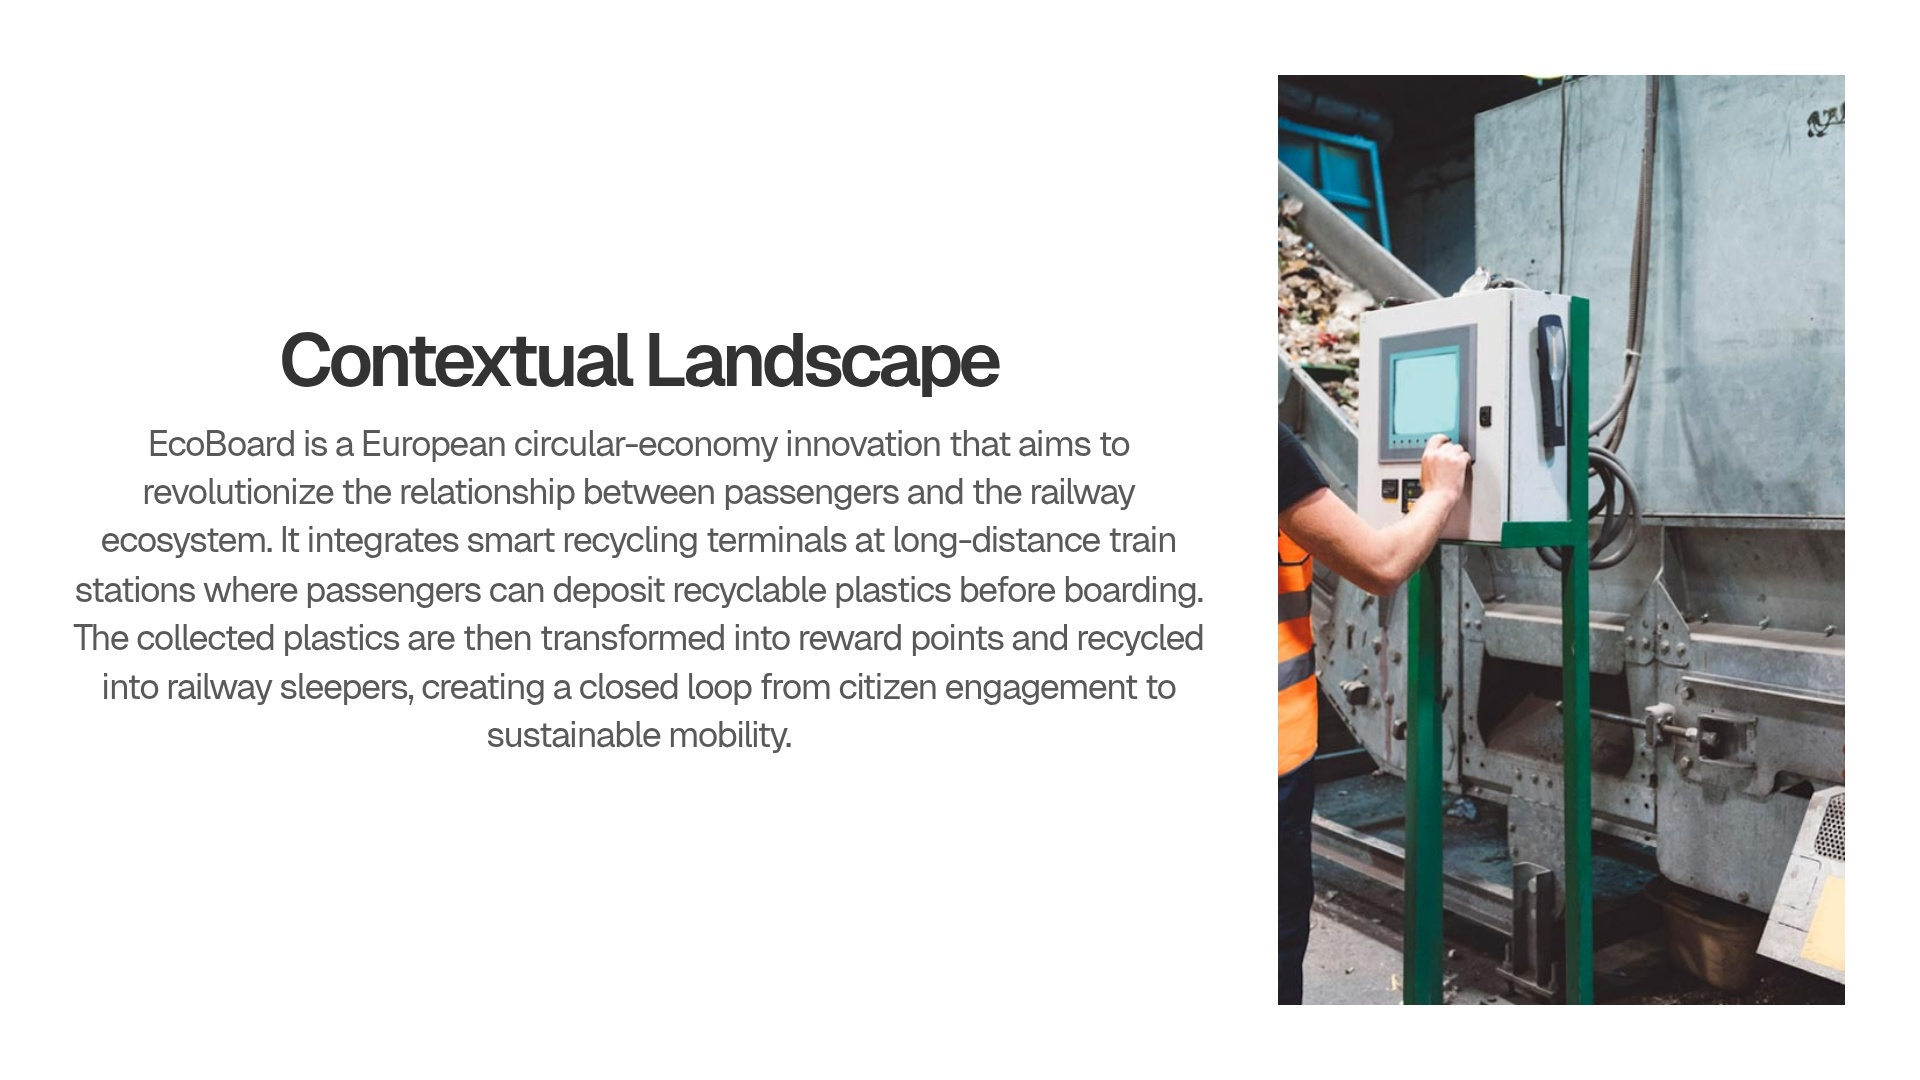 Contextual Landscape
EcoBoard is a European circular-economy innovation that aims to
revolutionize the relationship between passengers and the railway
ecosystem. It integrates smart recycling terminals at long-distance train
stations where passengers can deposit recyclable plastics before boarding.
The collected plastics are then transformed into reward points and recycled
into railway sleepers, creating a closed loop from citizen engagement to
sustainable mobility.